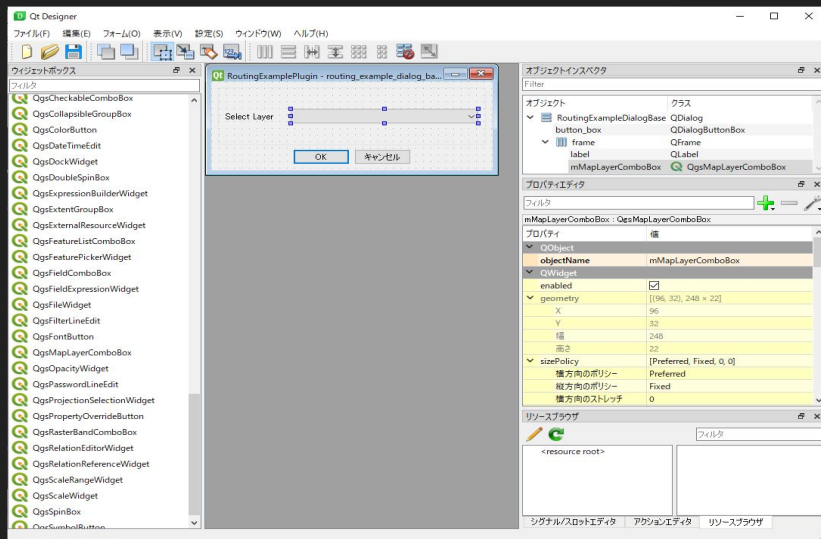 Qt Designer
ファイル(F) 編集(E) フォーム(O) 表示(V) 設定(S) ウィンドウ(W) ヘルプ(H)
ウィジェットボックス
フィルタ
QgsCheckableComboBox
QgsCollapsibleGroupBox
QgsColorButton
QgsDateTimeEdit
QgsDockWidget
QgsDoubleSpinBox
QgsExpressionBuilderWidget
QgsExtentGroupBox
QgsExternalResourceWidget
QgsFeatureListComboBox
QgsFeaturePickerWidget
QgsFieldComboBox
QgsFieldExpressionWidget
QgsFileWidget
QgsFilterLineEdit
QgsFontButton
QgsMapLayerComboBox
QgsOpacityWidget
QgsPasswordLineEdit
QgsProjectionSelectionWidget
QgsPropertyOverrideButton
QgsRasterBandComboBox
QgsRelationEditorWidget
QgsRelationReferenceWidget
QgsScaleRangeWidget
QgsScaleWidget
QgsSpinBox
QgsSymbolButton
RoutingExamplePlugin - routing_example_dialog_ba...
Select Layer
OK キャンセル
オブジェクトインスペクタ
Filter
オブジェクト クラス
RoutingExampleDialogBase QDialog
button_box QDialogButtonBox
frame QFrame
label QLabel
mMapLayerComboBox QgsMapLayerComboBox
プロパティエディタ
フィルタ
mMapLayerComboBox : QgsMapLayerComboBox
プロパティ 値
QObject
objectName mMapLayerComboBox
QWidget
enabled
geometry [(96, 32), 248 × 22]
X 96
Y 32
幅 248
高さ 22
sizePolicy [Preferred, Fixed, 0, 0]
横方向のポリシー Preferred
縦方向のポリシー Fixed
横方向のストレッチ 0
リソースブラウザ
フィルタ
<resource root>
シグナル/スロットエディタ アクションエディタ リソースブラウザ